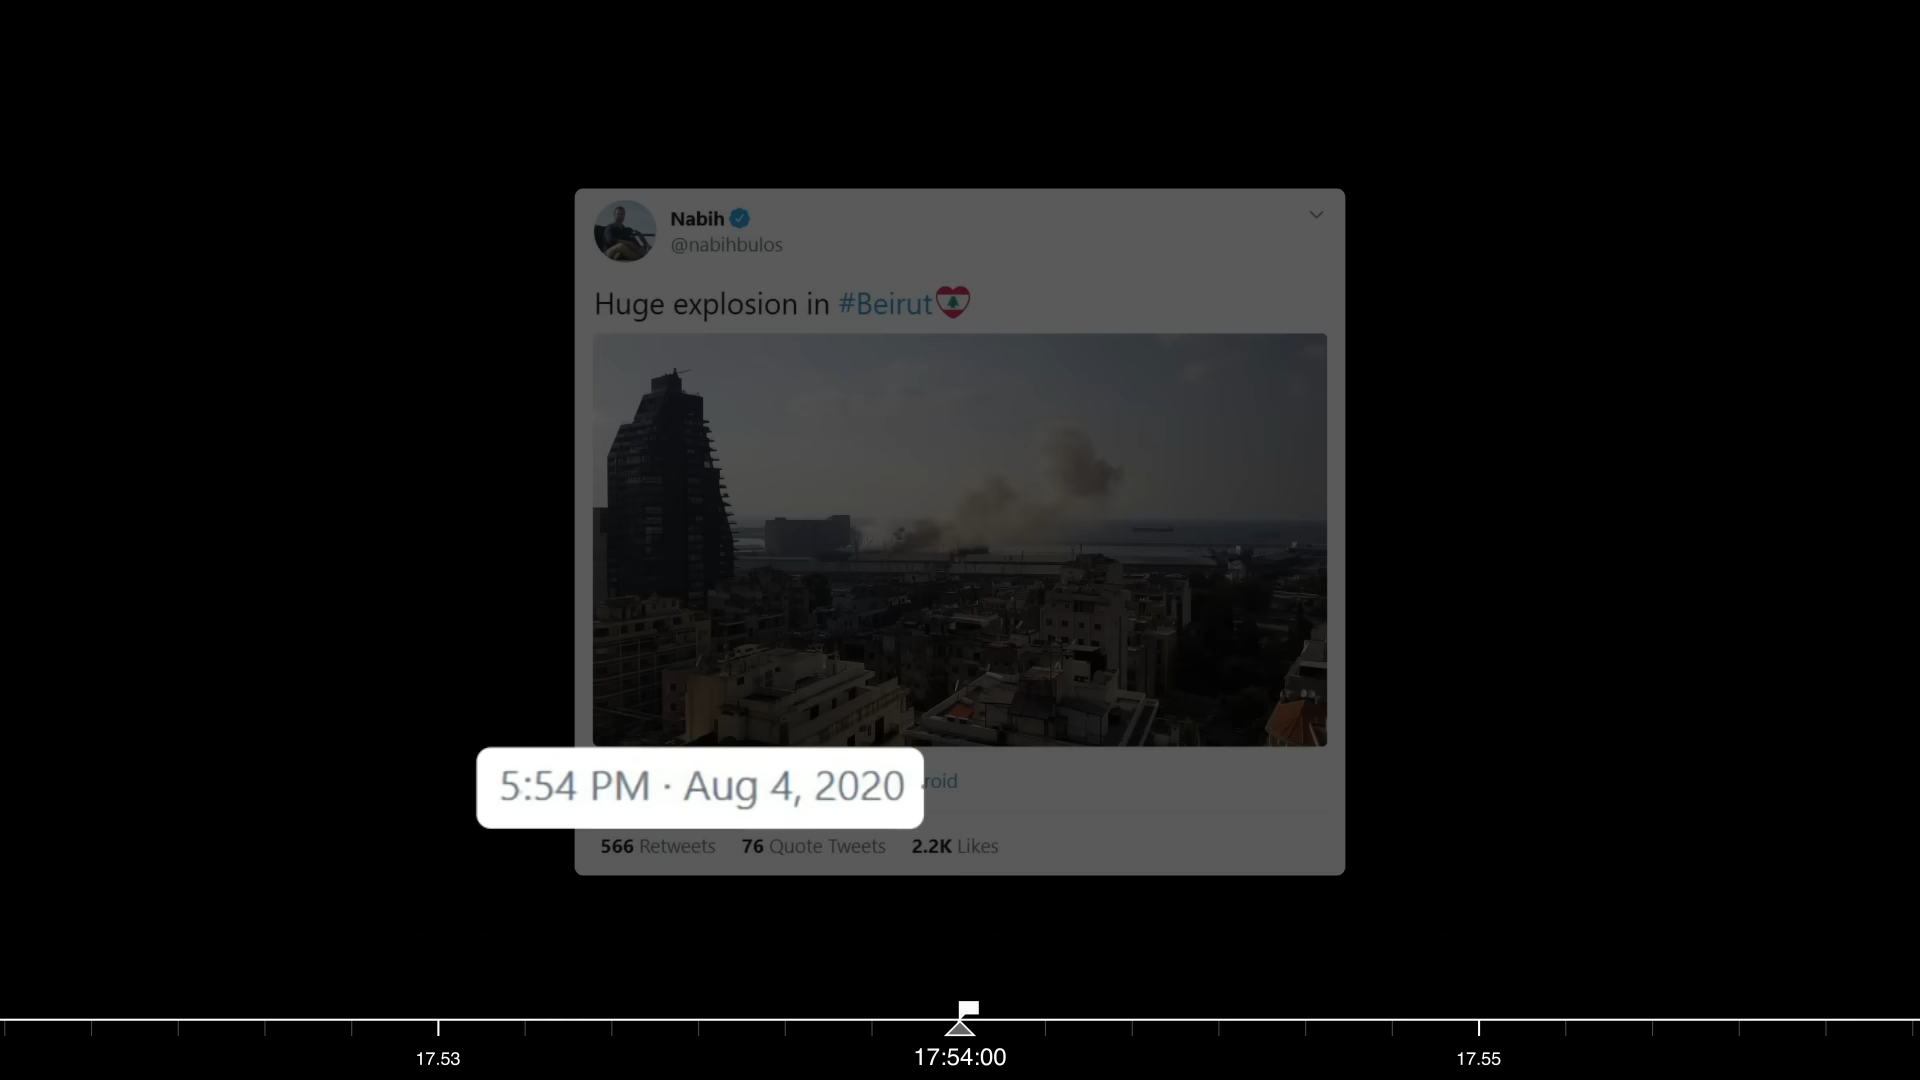 Nabih
@nabihbulos
Huge explosion in #Beirut
5:54 PM · Aug 4, 2020
roid
566 Retweets 76 Quote Tweets 2.2K Likes
17.53 17:54:00 17.55